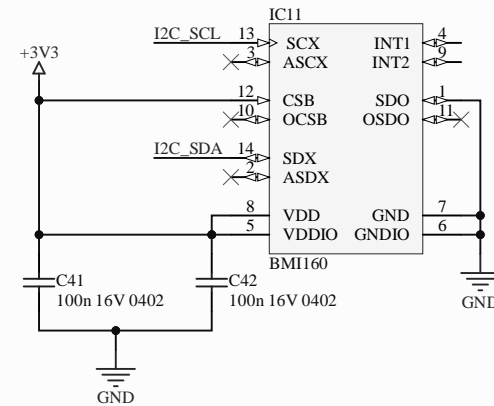 IC11
I2C_SCL 13 SCX INT1 4
3 ASCX INT2 9
+3V3
12 CSB SDO 1
10 OCSB OSDO 11
I2C_SDA 14 SDX
2 ASDX
8 VDD GND 7
5 VDDIO GNDIO 6
BMI160
C41
100n 16V 0402
C42
100n 16V 0402
GND
GND